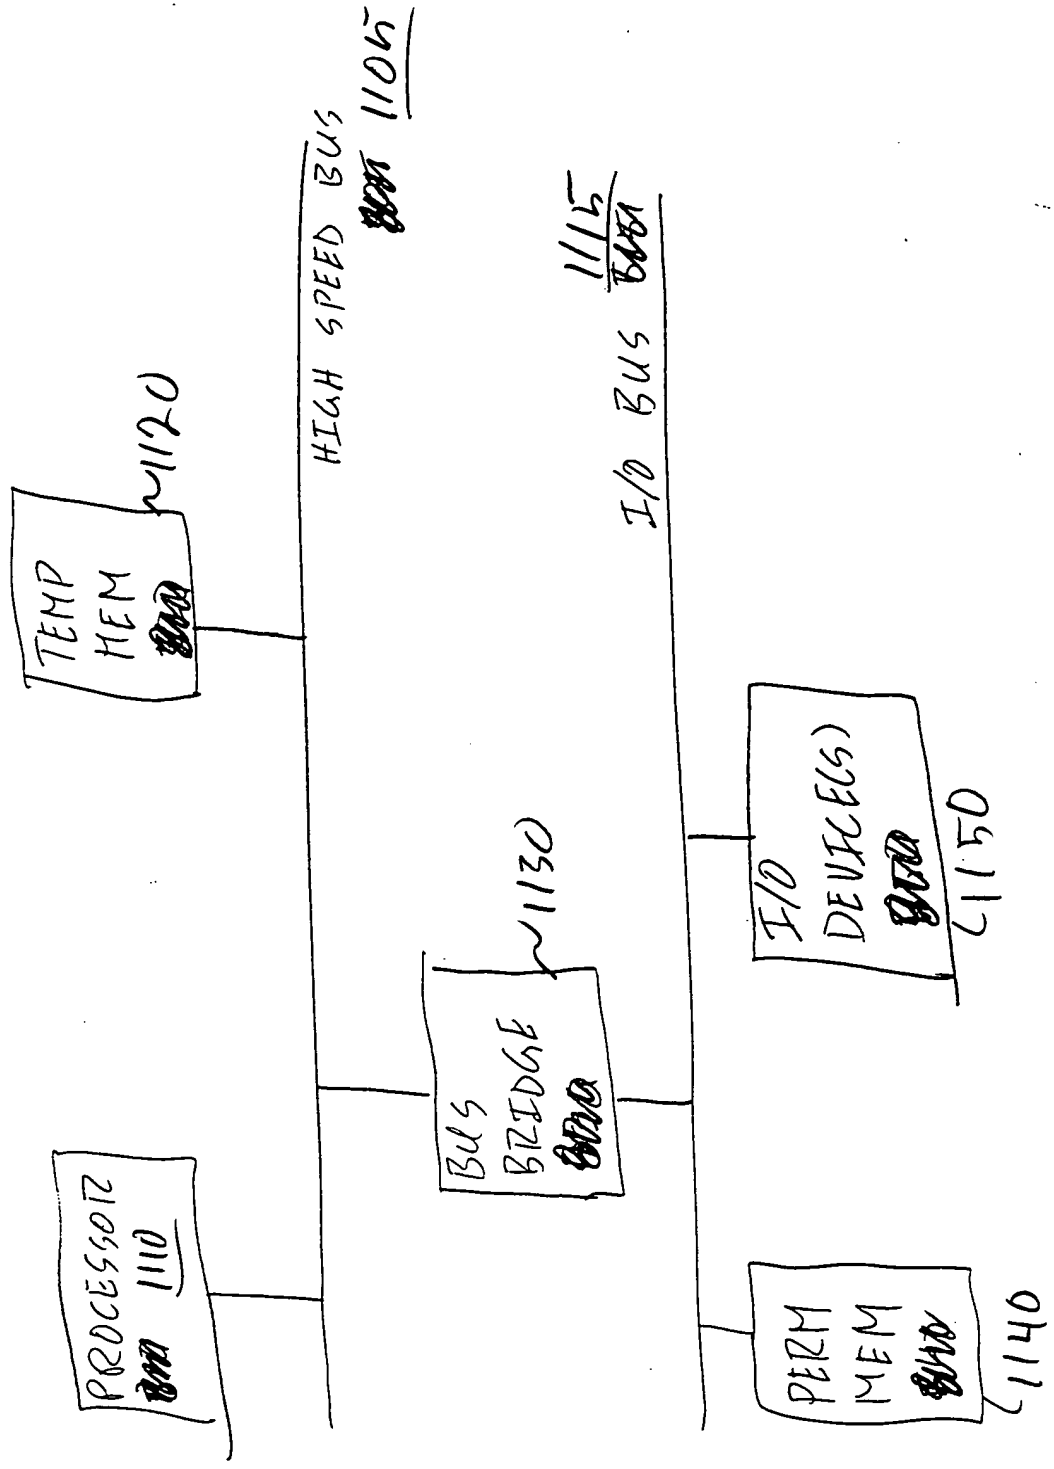 PROCESSOR
1110
TEMP
MEM
1120
HIGH SPEED BUS
1105
BUS
BRIDGE
1130
I/O BUS 1115
PERM
MEM
1140
I/O
DEVICE(S)
1150